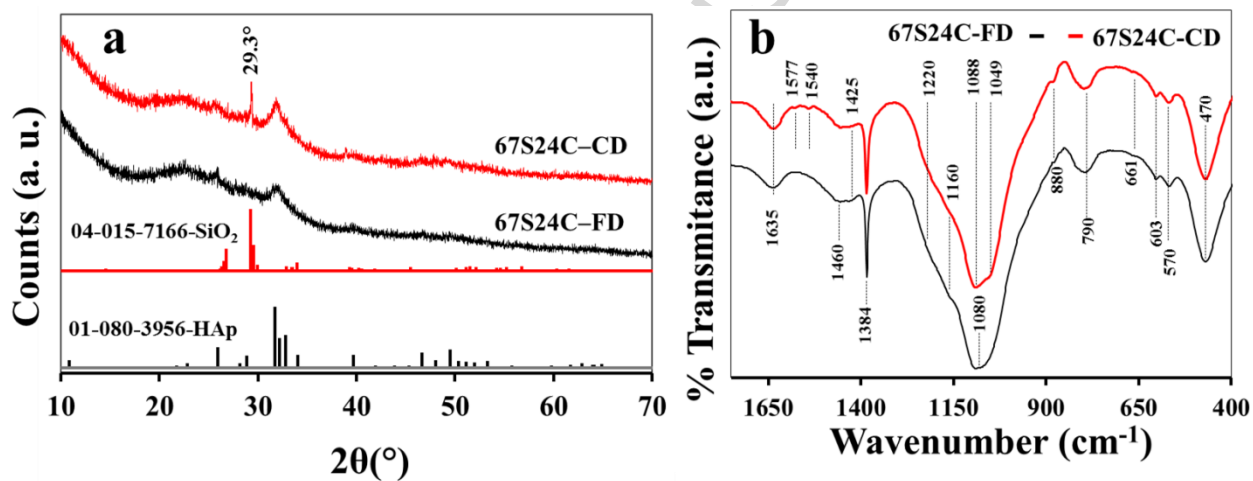 a
29.3°
67S24C–CD
67S24C–FD
04-015-7166-SiO₂
01-080-3956-HAp
Counts (a. u.)
10 20 30 40 50 60 70
2θ(°)
b
67S24C-FD 67S24C-CD
1577 1540 1425 1220 1088 1049
1635 1460 1384 1160 1080 880 790 661 603 570 470
% Transmitance (a.u.)
1650 1400 1150 900 650 400
Wavenumber (cm⁻¹)